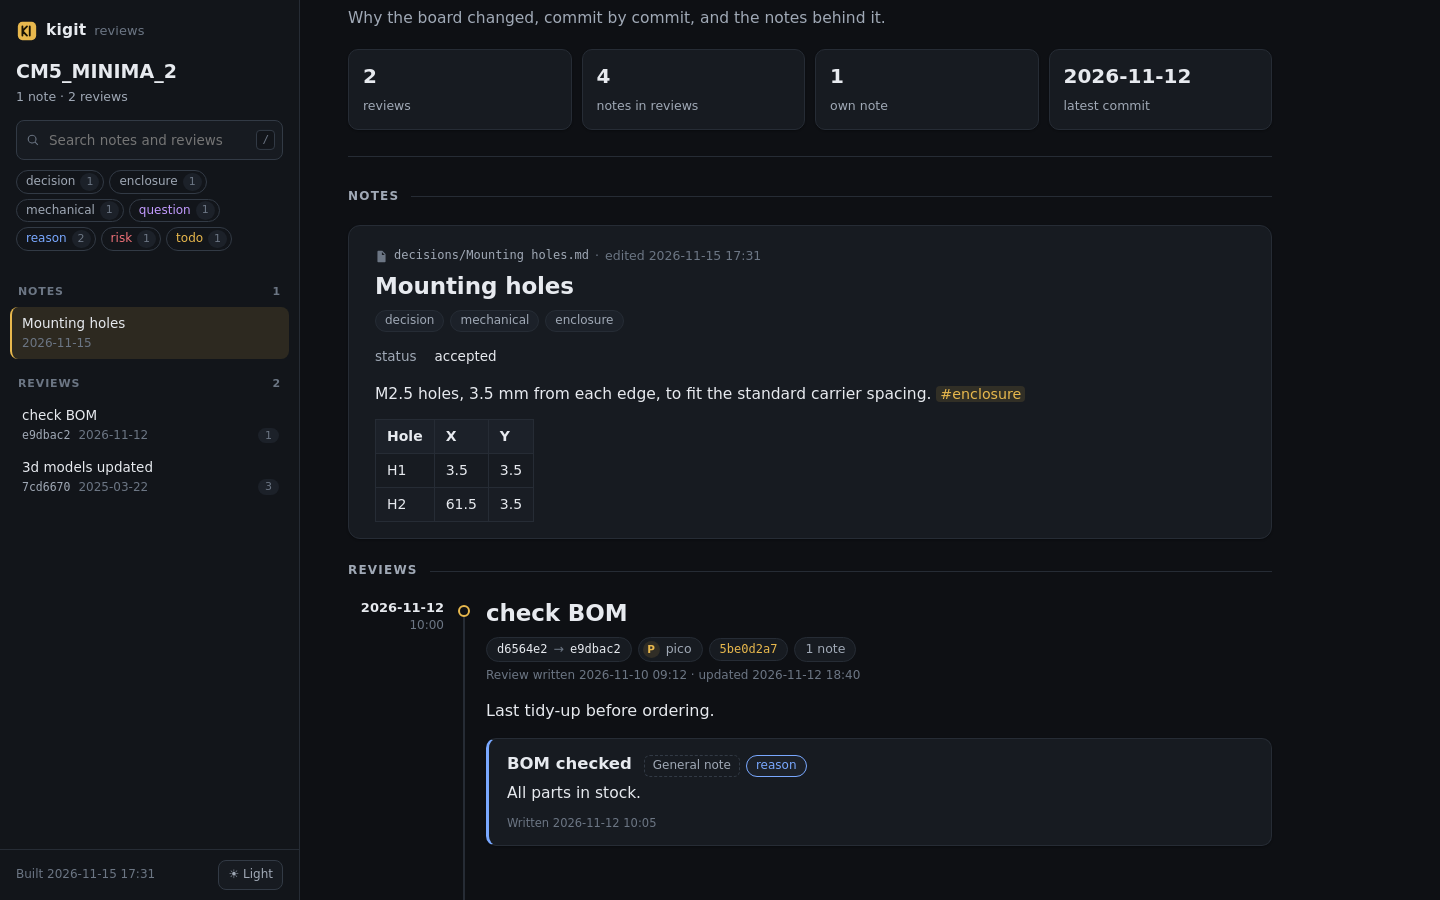 kigit reviews
CM5_MINIMA_2
1 note · 2 reviews
Search notes and reviews /
decision 1 enclosure 1
mechanical 1 question 1
reason 2 risk 1 todo 1
NOTES 1
Mounting holes
2026-11-15
REVIEWS 2
check BOM
e9dbac2 2026-11-12 1
3d models updated
7cd6670 2025-03-22 3
Built 2026-11-15 17:31 ☀ Light
Why the board changed, commit by commit, and the notes behind it.
2 4 1 2026-11-12
reviews notes in reviews own note latest commit
NOTES
decisions/Mounting holes.md · edited 2026-11-15 17:31
Mounting holes
decision mechanical enclosure
status accepted
M2.5 holes, 3.5 mm from each edge, to fit the standard carrier spacing. #enclosure
Hole X Y
H1 3.5 3.5
H2 61.5 3.5
REVIEWS
2026-11-12 check BOM
10:00
d6564e2 → e9dbac2 P pico 5be0d2a7 1 note
Review written 2026-11-10 09:12 · updated 2026-11-12 18:40
Last tidy-up before ordering.
BOM checked General note reason
All parts in stock.
Written 2026-11-12 10:05